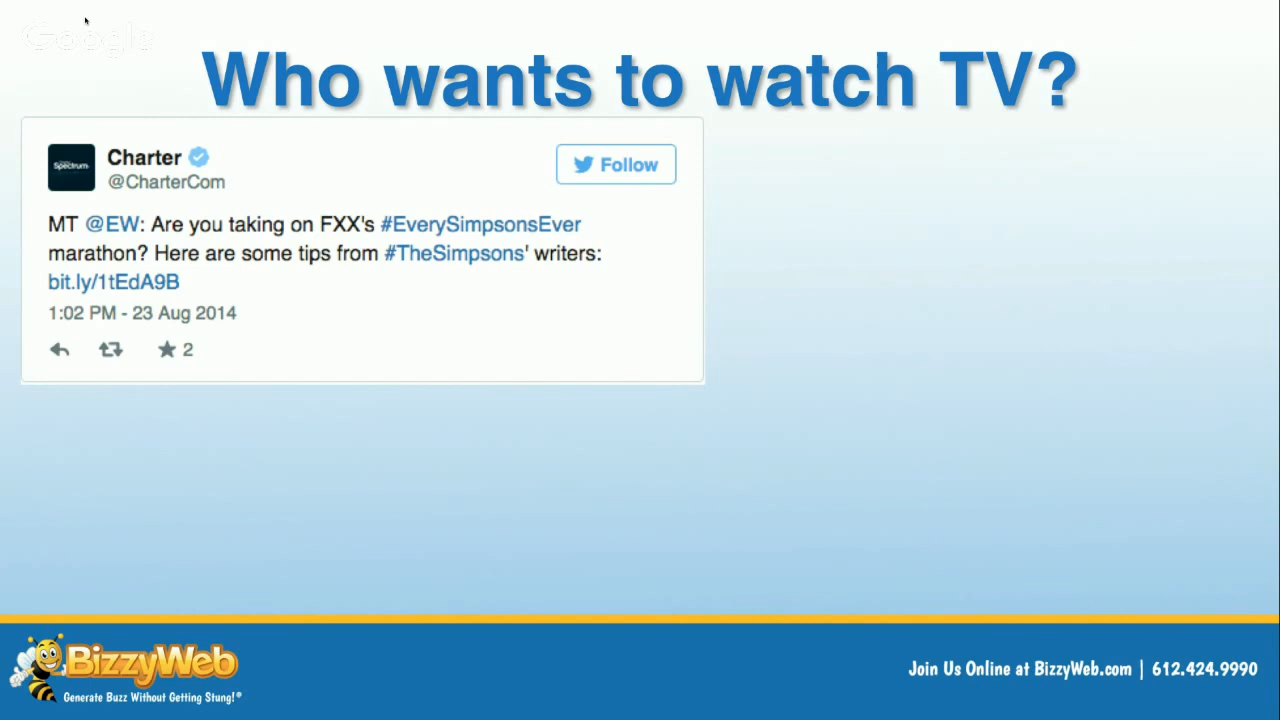 Google
Who wants to watch TV?
Spectrum
Charter
@CharterCom
Follow
MT @EW: Are you taking on FXX's #EverySimpsonsEver
marathon? Here are some tips from #TheSimpsons' writers:
bit.ly/1tEdA9B
1:02 PM - 23 Aug 2014
2
BizzyWeb
Generate Buzz Without Getting Stung!®
Join Us Online at BizzyWeb.com | 612.424.9990